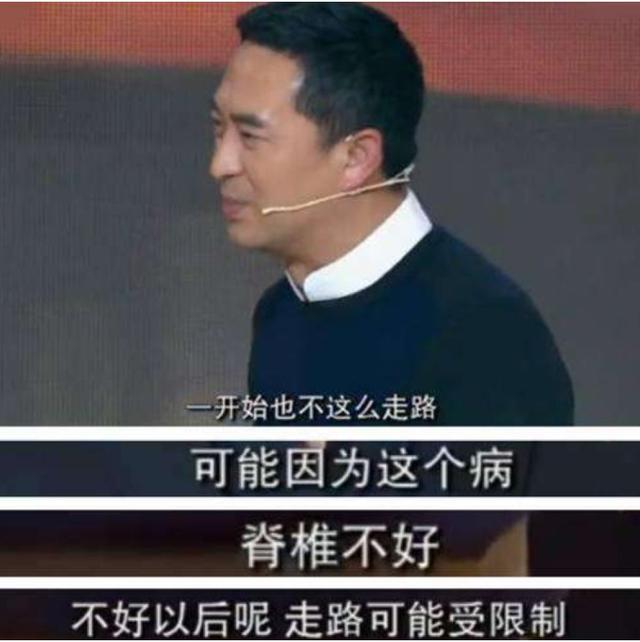 一开始也不这么走路
可能因为这个病
脊椎不好
不好以后呢 走路可能受限制